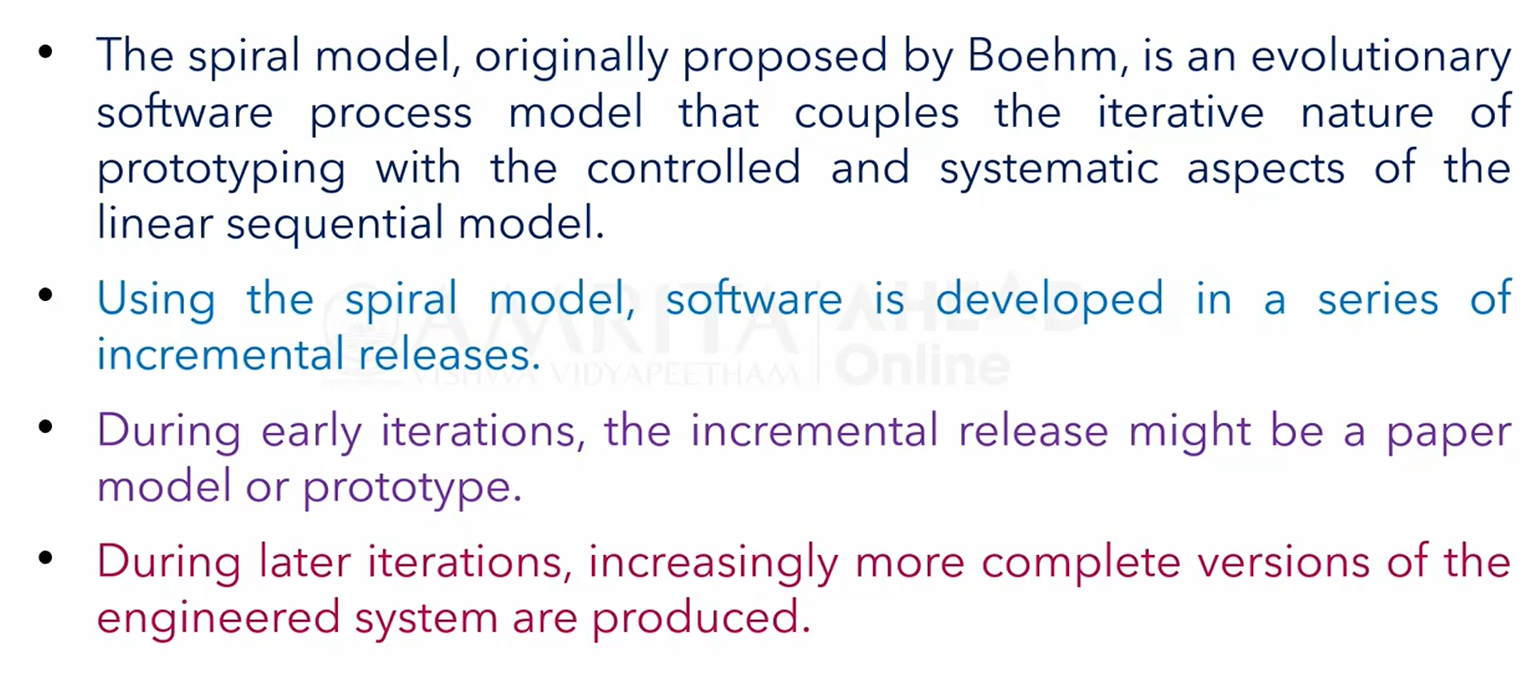 • The spiral model, originally proposed by Boehm, is an evolutionary
software process model that couples the iterative nature of
prototyping with the controlled and systematic aspects of the
linear sequential model.
• Using the spiral model, software is developed in a series of
incremental releases.
AMRITA AHEAD
VISHWA VIDYAPEETHAM Online
• During early iterations, the incremental release might be a paper
model or prototype.
• During later iterations, increasingly more complete versions of the
engineered system are produced.